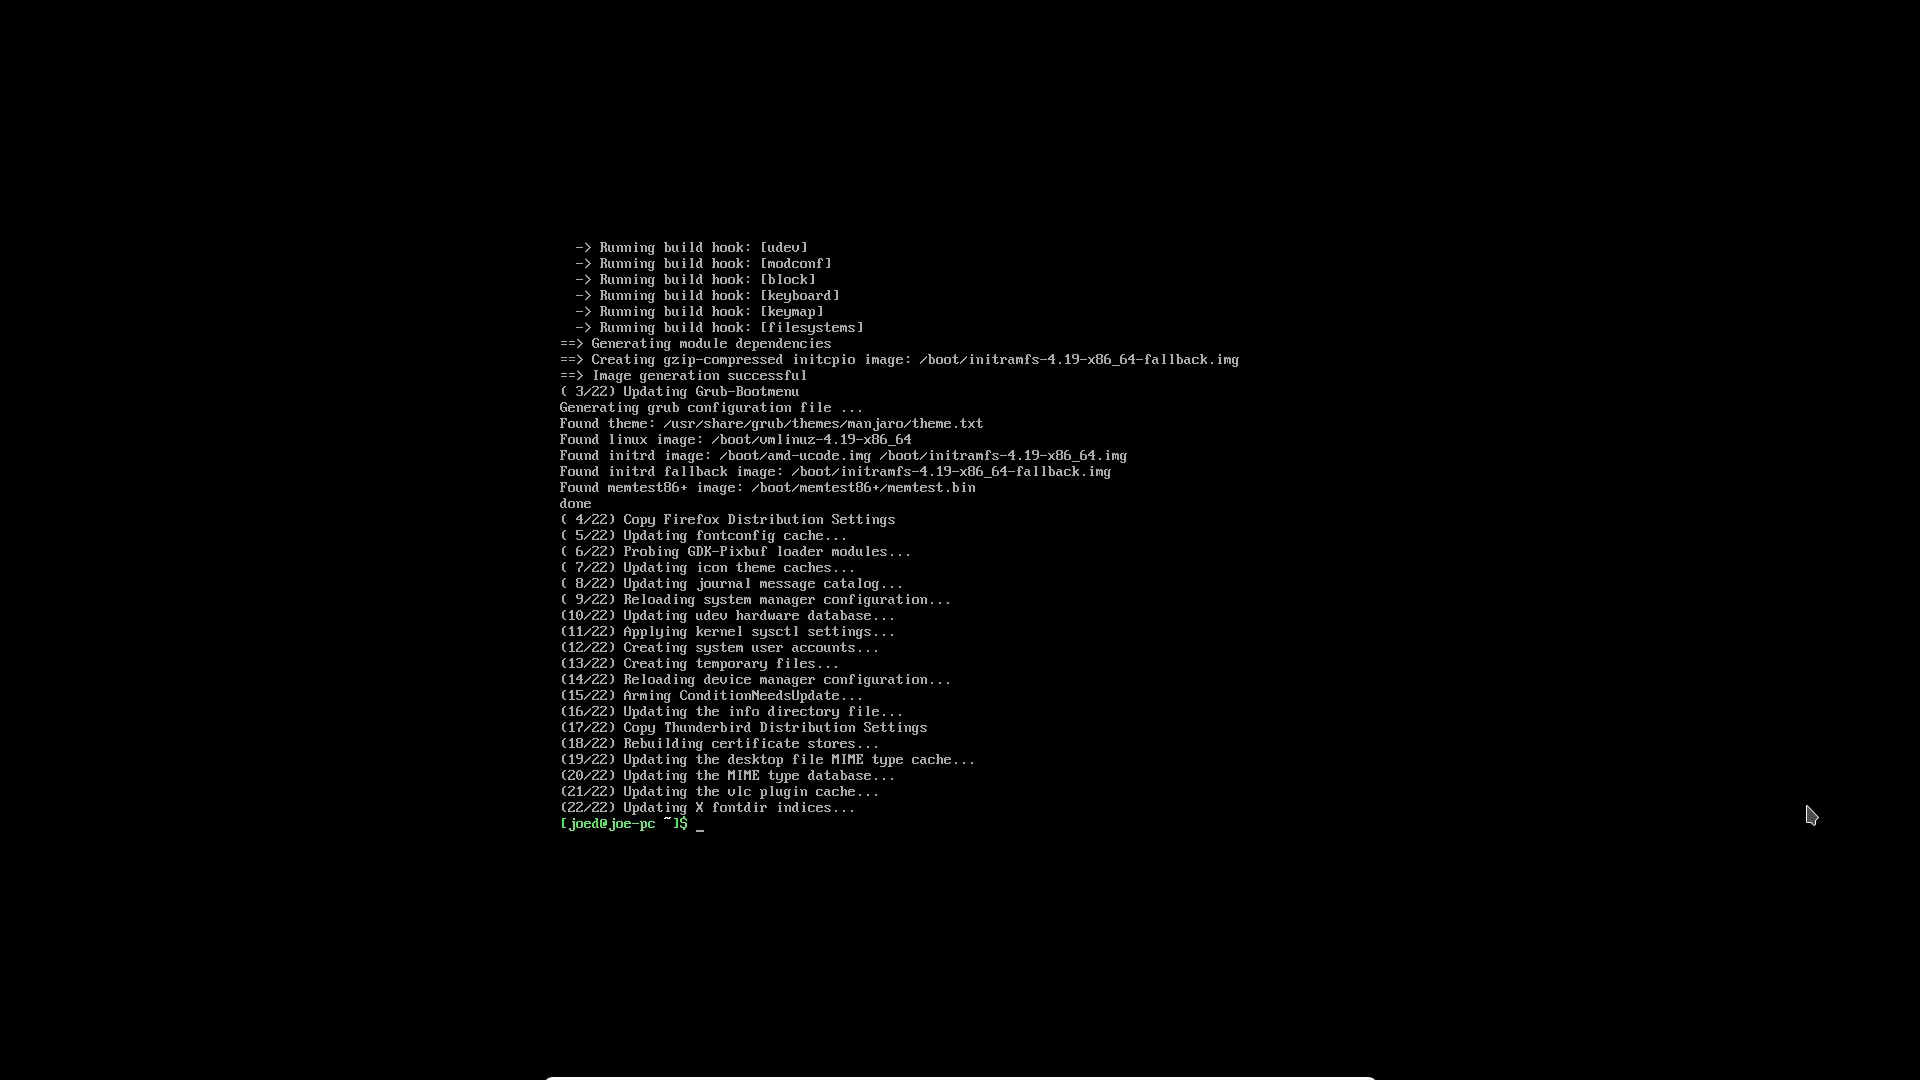 -> Running build hook: [udev]
-> Running build hook: [modconf]
-> Running build hook: [block]
-> Running build hook: [keyboard]
-> Running build hook: [keymap]
-> Running build hook: [filesystems]
==> Generating module dependencies
==> Creating gzip-compressed initcpio image: /boot/initramfs-4.19-x86_64-fallback.img
==> Image generation successful
( 3/22) Updating Grub-Bootmenu
Generating grub configuration file ...
Found theme: /usr/share/grub/themes/manjaro/theme.txt
Found linux image: /boot/vmlinuz-4.19-x86_64
Found initrd image: /boot/amd-ucode.img /boot/initramfs-4.19-x86_64.img
Found initrd fallback image: /boot/initramfs-4.19-x86_64-fallback.img
Found memtest86+ image: /boot/memtest86+/memtest.bin
done
( 4/22) Copy Firefox Distribution Settings
( 5/22) Updating fontconfig cache...
( 6/22) Probing GDK-Pixbuf loader modules...
( 7/22) Updating icon theme caches...
( 8/22) Updating journal message catalog...
( 9/22) Reloading system manager configuration...
(10/22) Updating udev hardware database...
(11/22) Applying kernel sysctl settings...
(12/22) Creating system user accounts...
(13/22) Creating temporary files...
(14/22) Reloading device manager configuration...
(15/22) Arming ConditionNeedsUpdate...
(16/22) Updating the info directory file...
(17/22) Copy Thunderbird Distribution Settings
(18/22) Rebuilding certificate stores...
(19/22) Updating the desktop file MIME type cache...
(20/22) Updating the MIME type database...
(21/22) Updating the vlc plugin cache...
(22/22) Updating X fontdir indices...
[joed@joe-pc ~]$ _